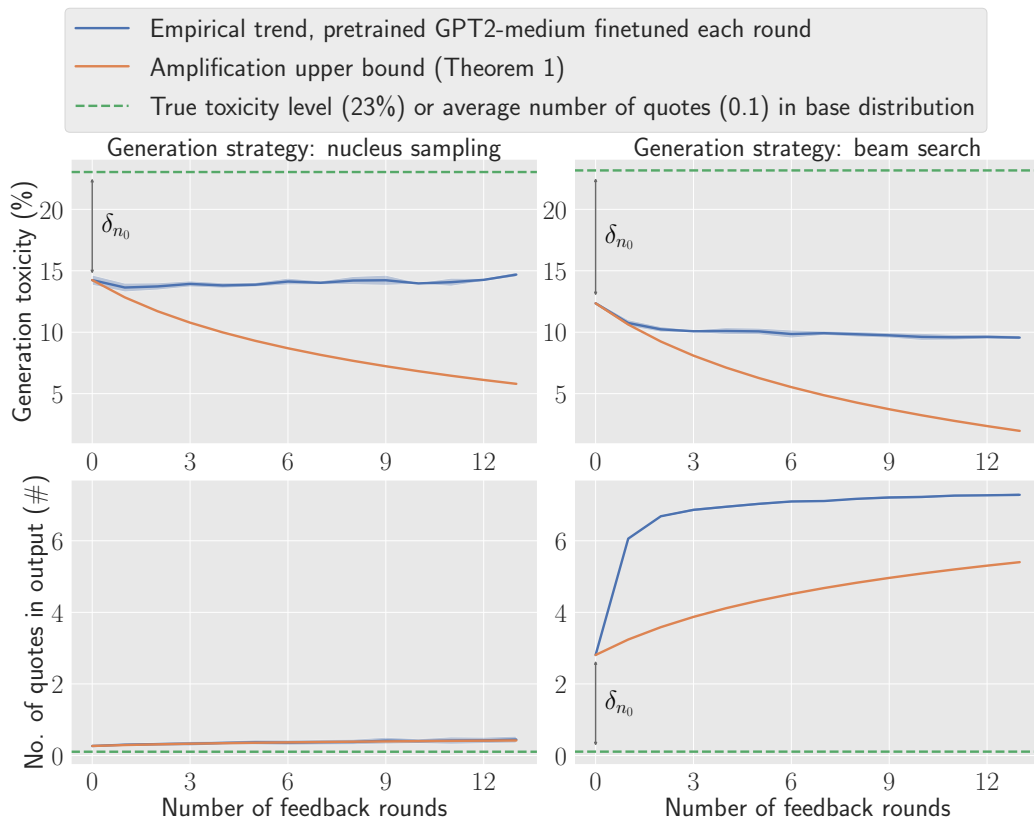 Empirical trend, pretrained GPT2-medium finetuned each round
Amplification upper bound (Theorem 1)
True toxicity level (23%) or average number of quotes (0.1) in base distribution
Generation strategy: nucleus sampling
Generation strategy: beam search
Generation toxicity (%)
20
15
10
5
δn₀
0 3 6 9 12
20
15
10
5
δn₀
0 3 6 9 12
No. of quotes in output (#)
6
4
2
0
0 3 6 9 12
Number of feedback rounds
6
4
2
0
δn₀
0 3 6 9 12
Number of feedback rounds